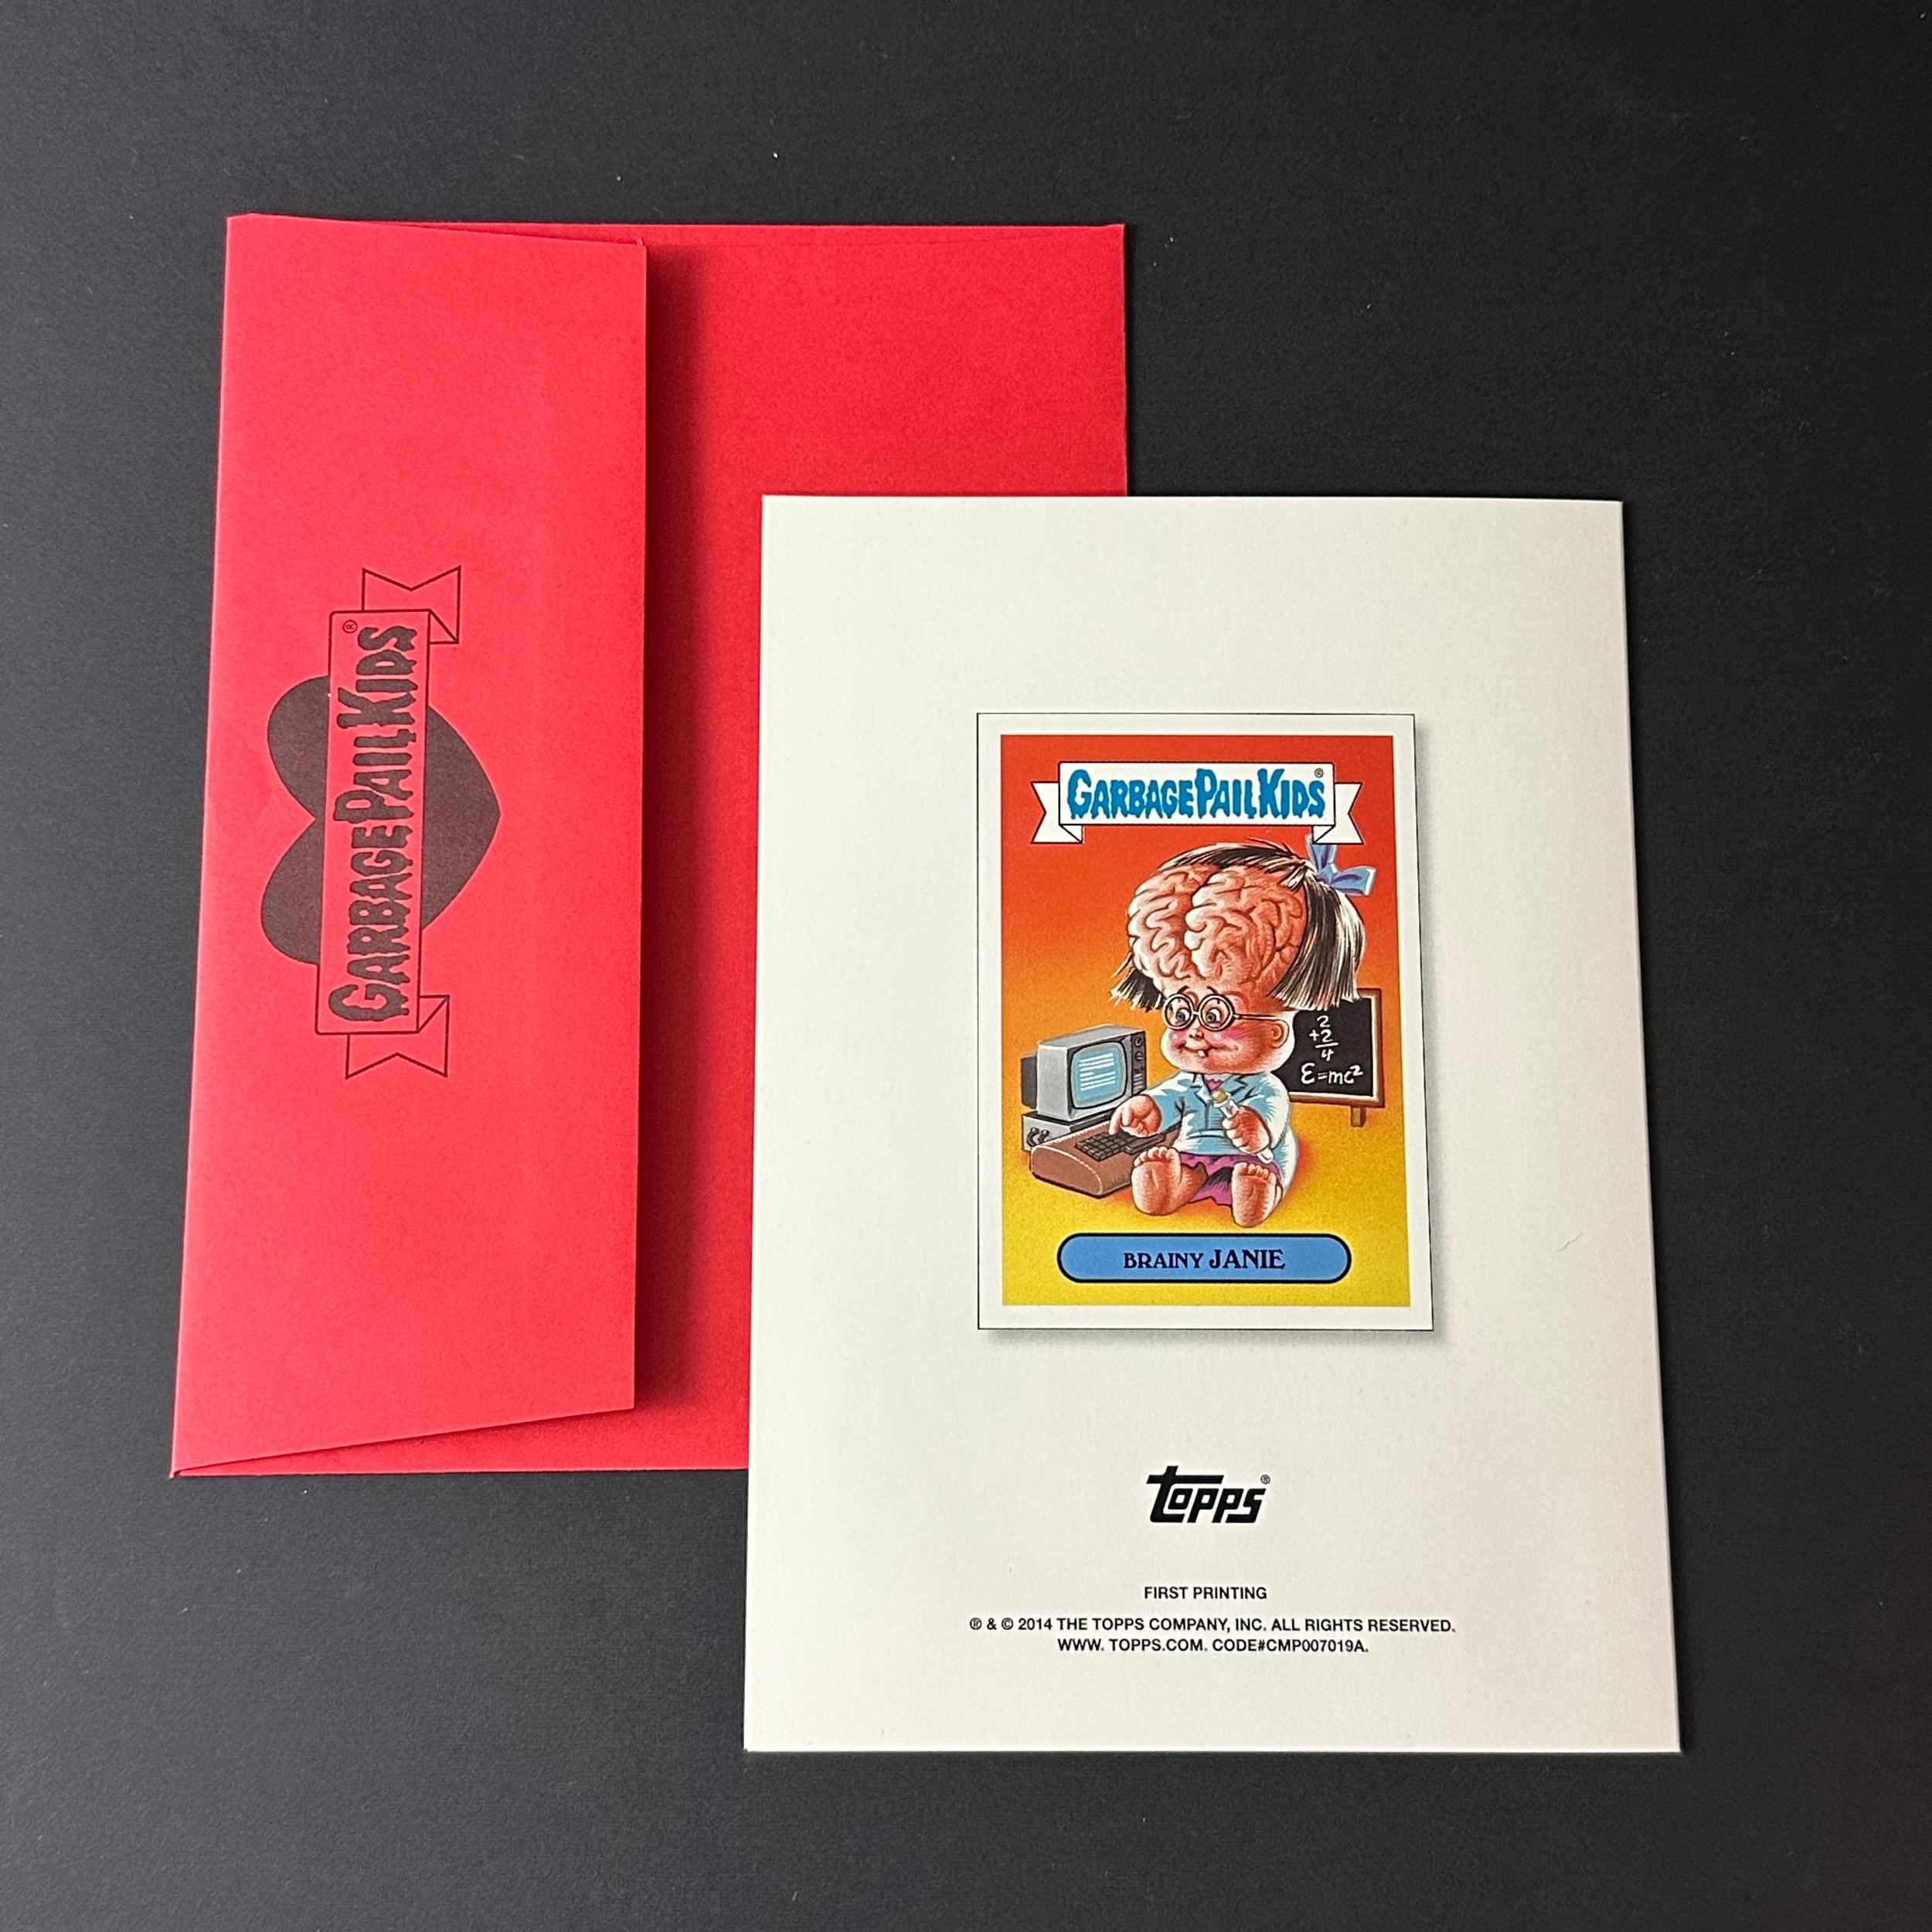 GARBAGE PAIL KIDS®
GARBAGE PAIL KIDS®
2
+2
4
E=mc²
BRAINY JANIE
topps®
FIRST PRINTING
® & © 2014 THE TOPPS COMPANY, INC. ALL RIGHTS RESERVED.
WWW. TOPPS.COM. CODE#CMP007019A.